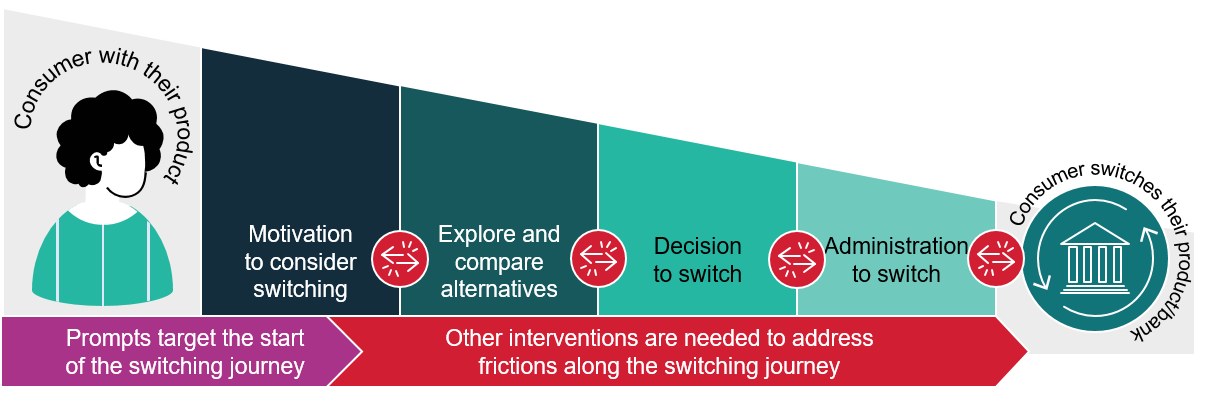 Consumer with their product
Motivation
to consider
switching
Explore and
compare
alternatives
Decision
to switch
Administration
to switch
Consumer switches their product/bank
Prompts target the start
of the switching journey
Other interventions are needed to address
frictions along the switching journey